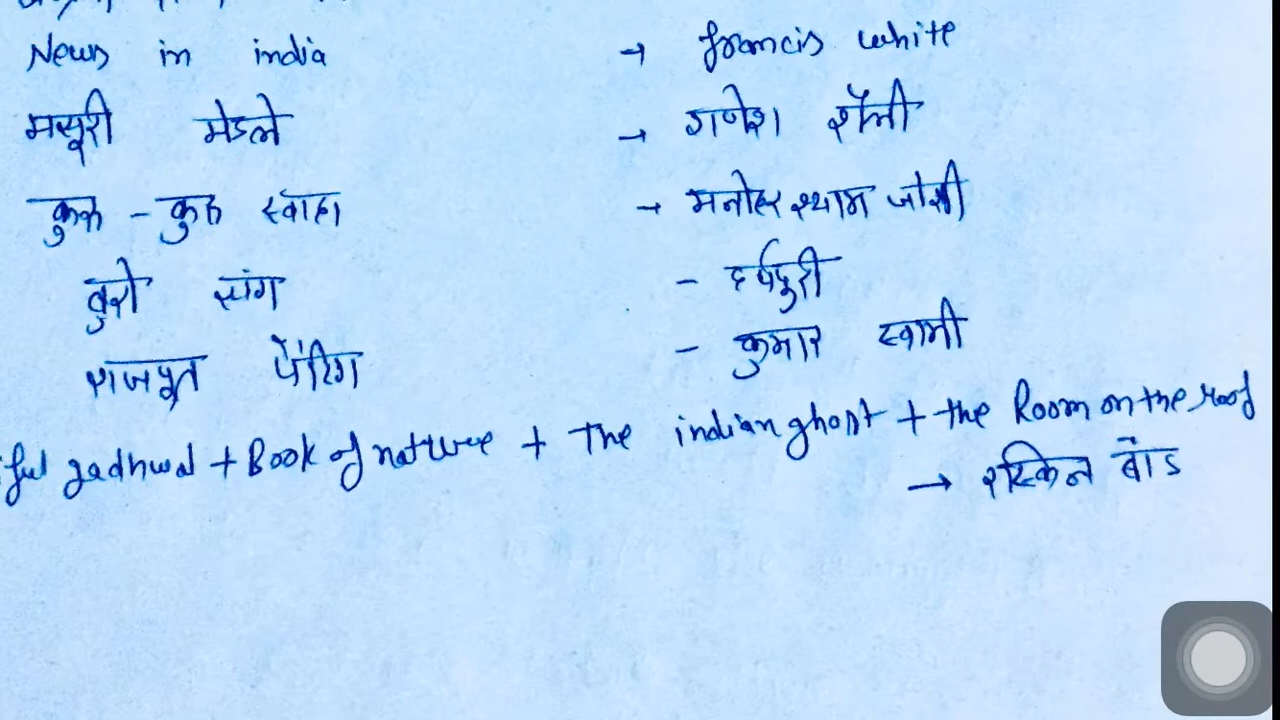 News in india → francis white
मसूरी मेडले → गणेश शैली
कुरु - कुरु स्वाहा → मनोहर श्याम जोशी
बुरो संग - हर्षपुरी
राजपूत पेंटिंग - कुमार स्वामी
ful gadhwal + Book of nature + The indian ghost + the Room on the roof
→ रस्किन बॉड